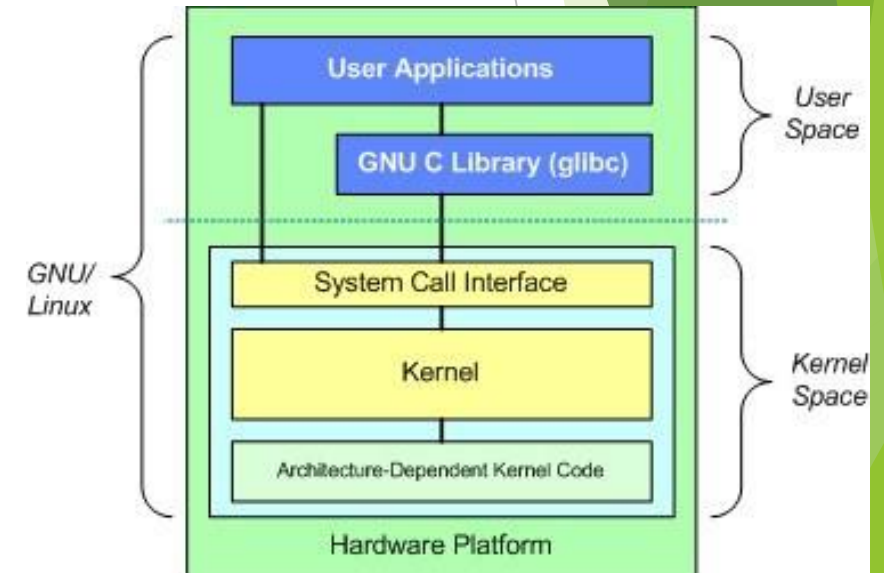 User Applications
User
Space
GNU C Library (glibc)
GNU/
Linux
System Call Interface
Kernel
Kernel
Space
Architecture-Dependent Kernel Code
Hardware Platform